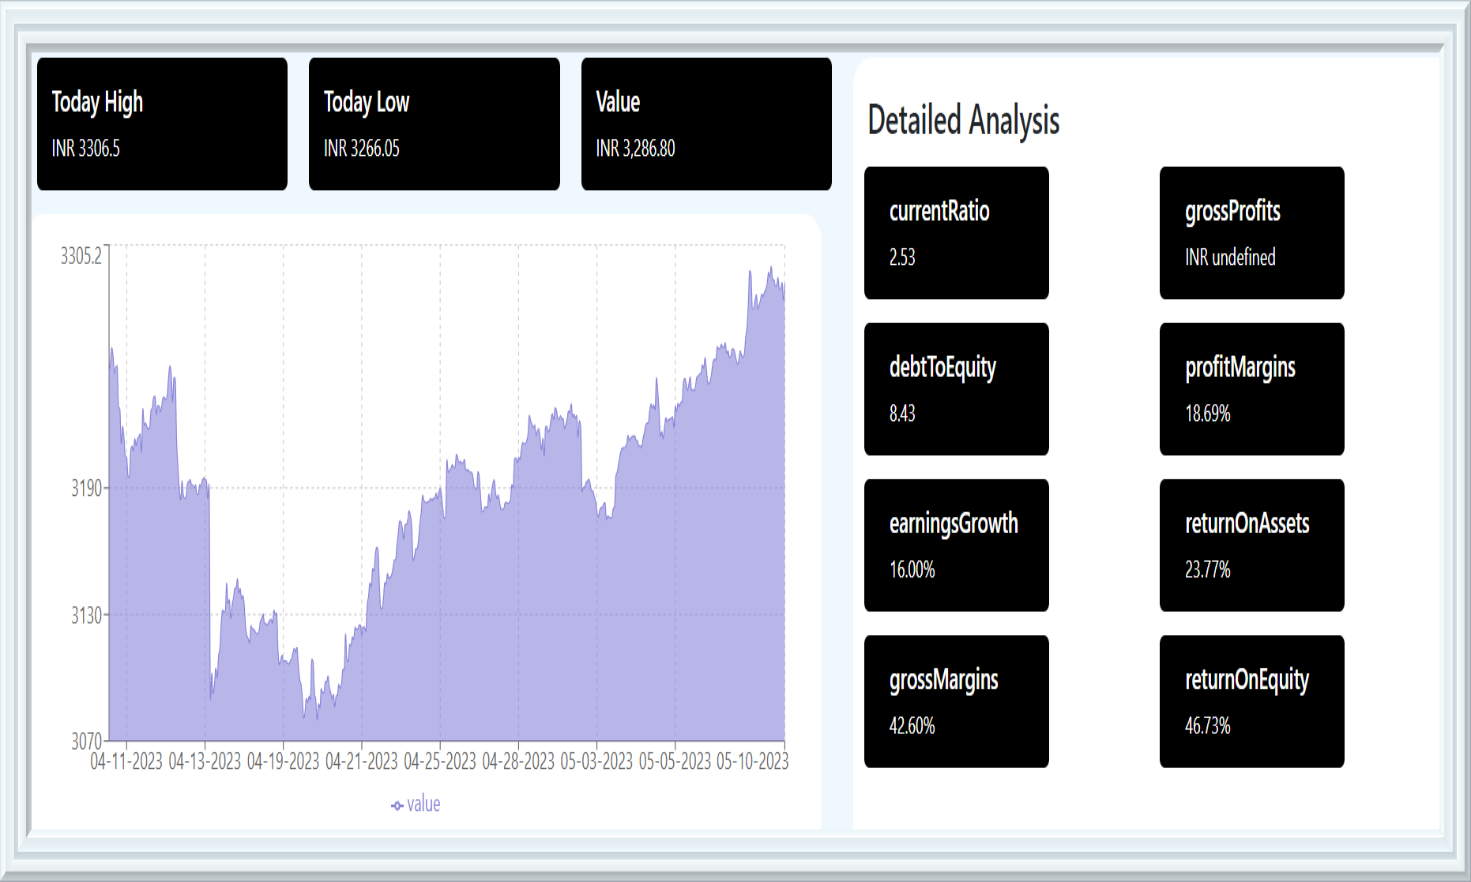 Today High
INR 3306.5
Today Low
INR 3266.05
Value
INR 3,286.80
3305.2
3190
3130
3070
04-11-2023 04-13-2023 04-19-2023 04-21-2023 04-25-2023 04-28-2023 05-03-2023 05-05-2023 05-10-2023
value
Detailed Analysis
currentRatio
2.53
grossProfits
INR undefined
debtToEquity
8.43
profitMargins
18.69%
earningsGrowth
16.00%
returnOnAssets
23.77%
grossMargins
42.60%
returnOnEquity
46.73%